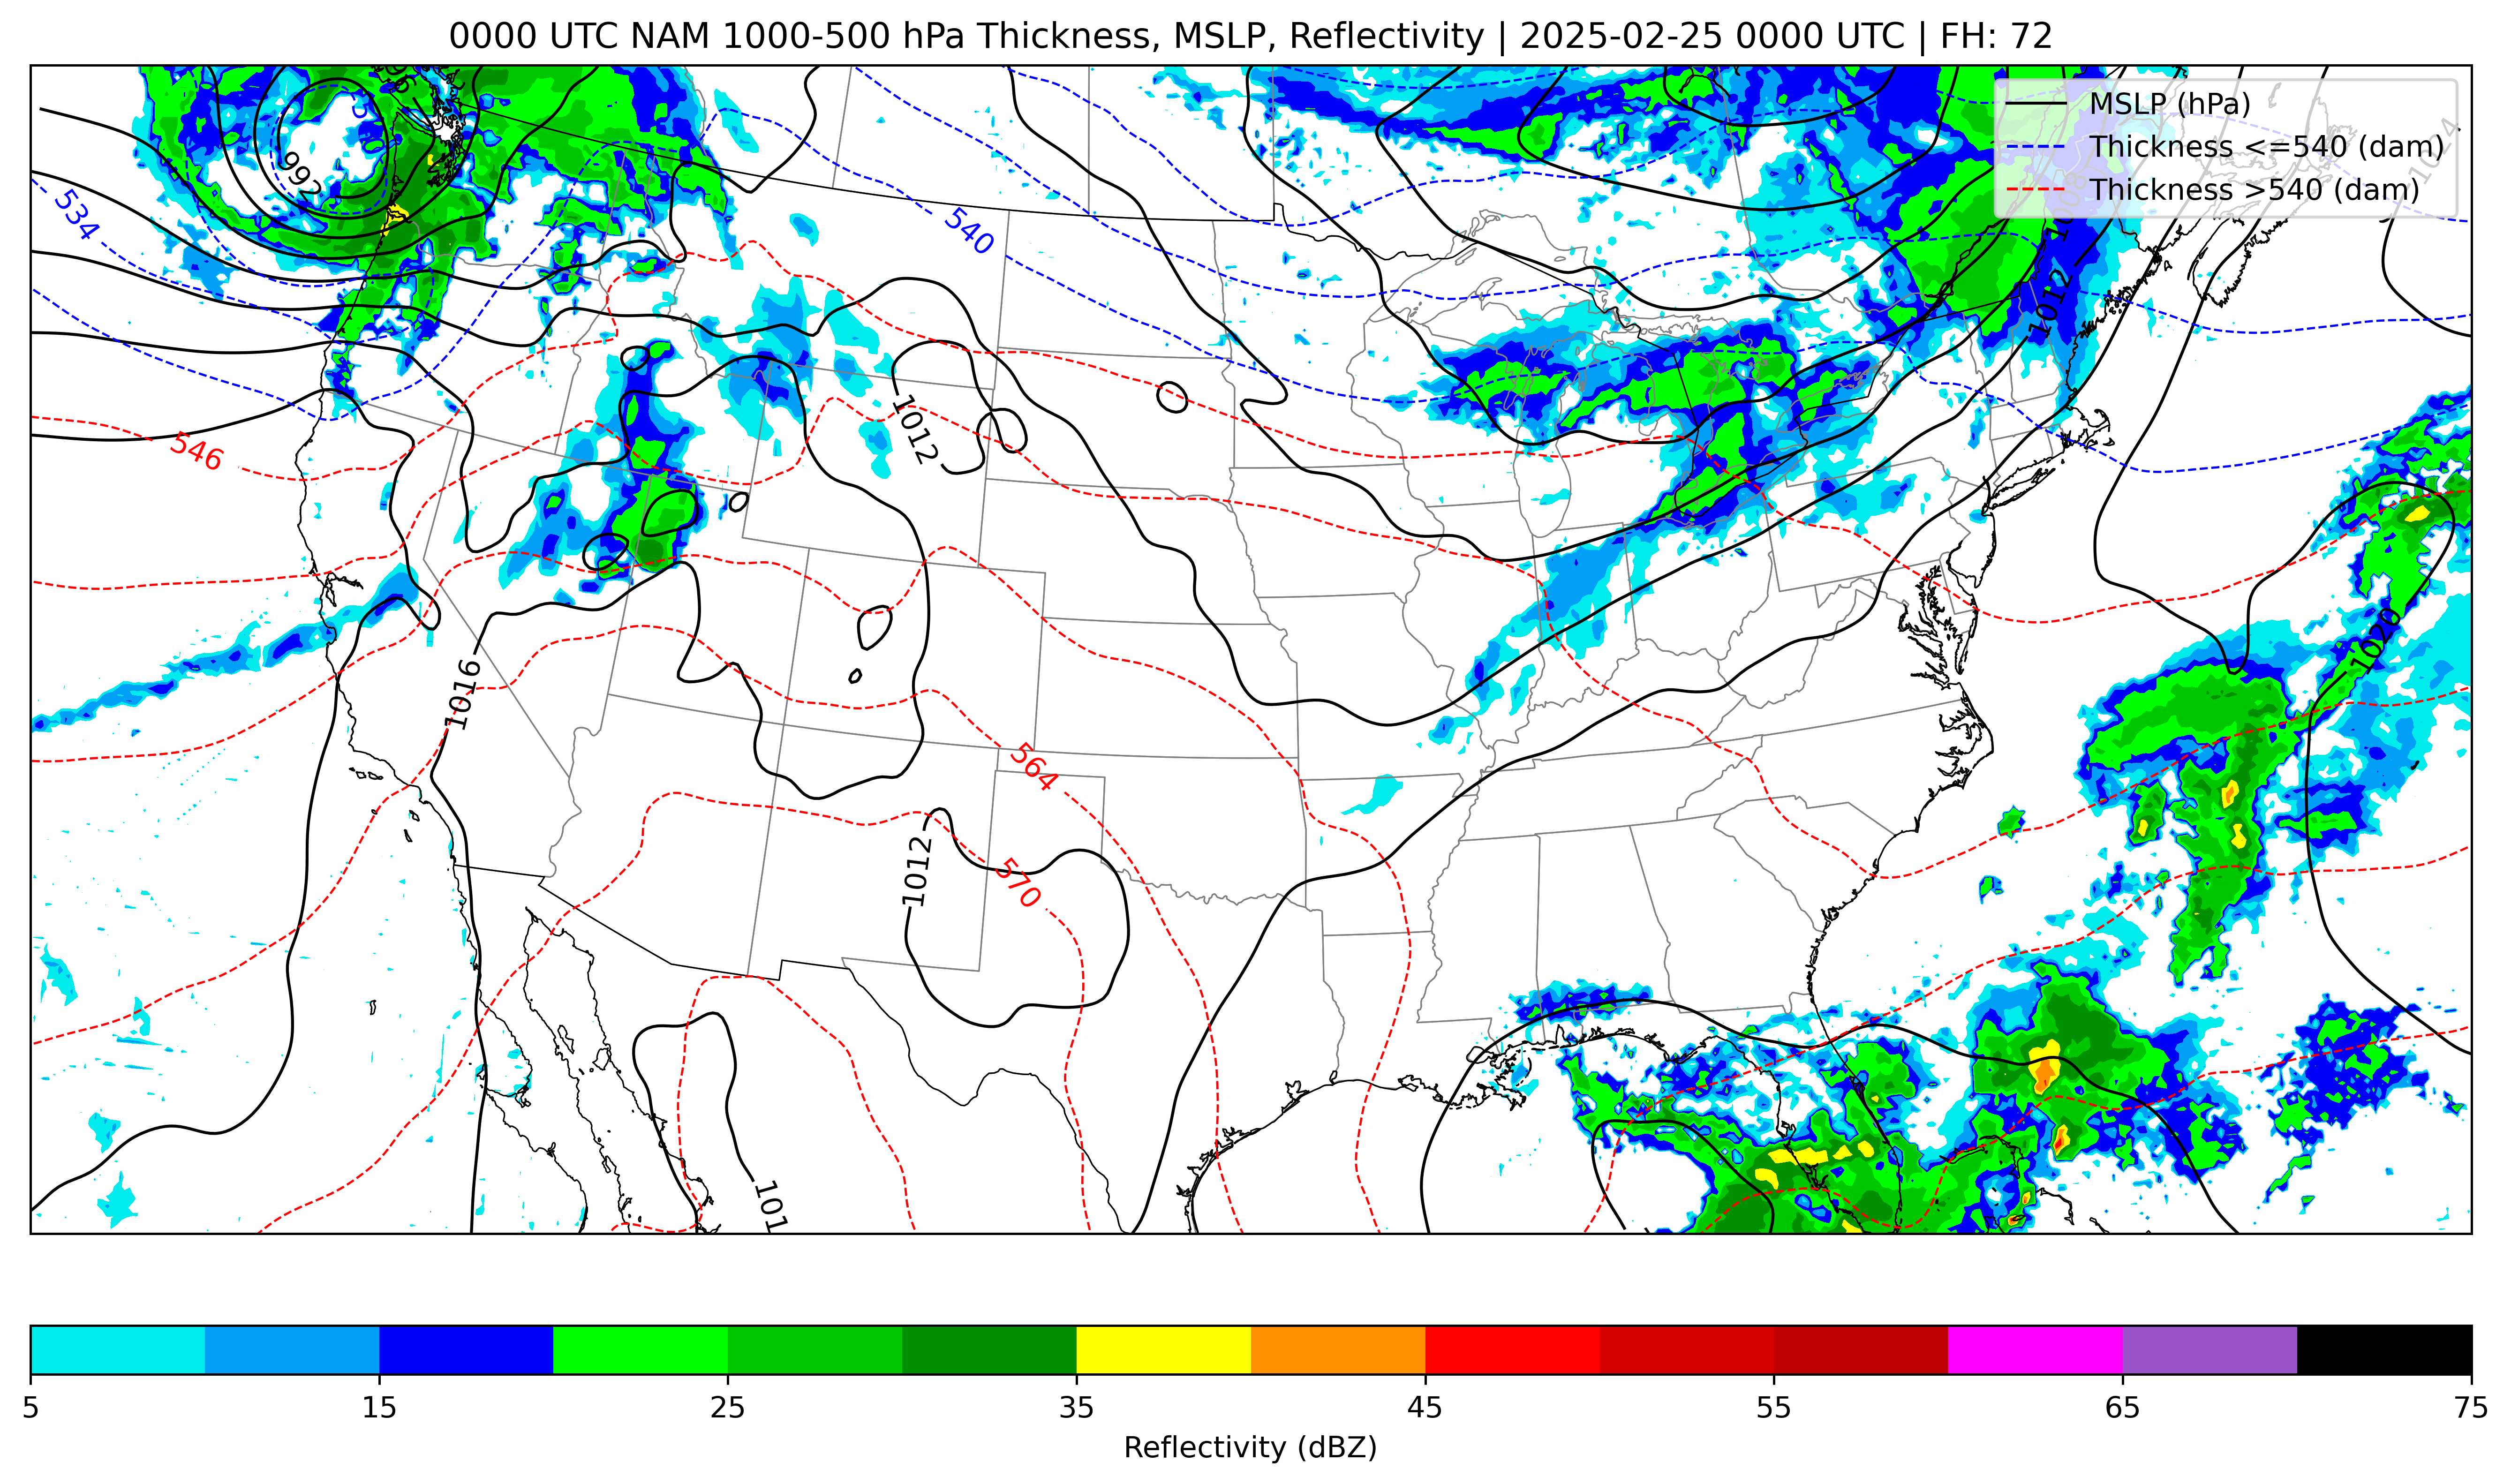 0000 UTC NAM 1000-500 hPa Thickness, MSLP, Reflectivity | 2025-02-25 0000 UTC | FH: 72
MSLP (hPa)
Thickness <=540 (dam)
Thickness >540 (dam)
1024
992
534
540
1012
546
1012
1020
1016
564
1012
570
101
5 15 25 35 45 55 65 75
Reflectivity (dBZ)